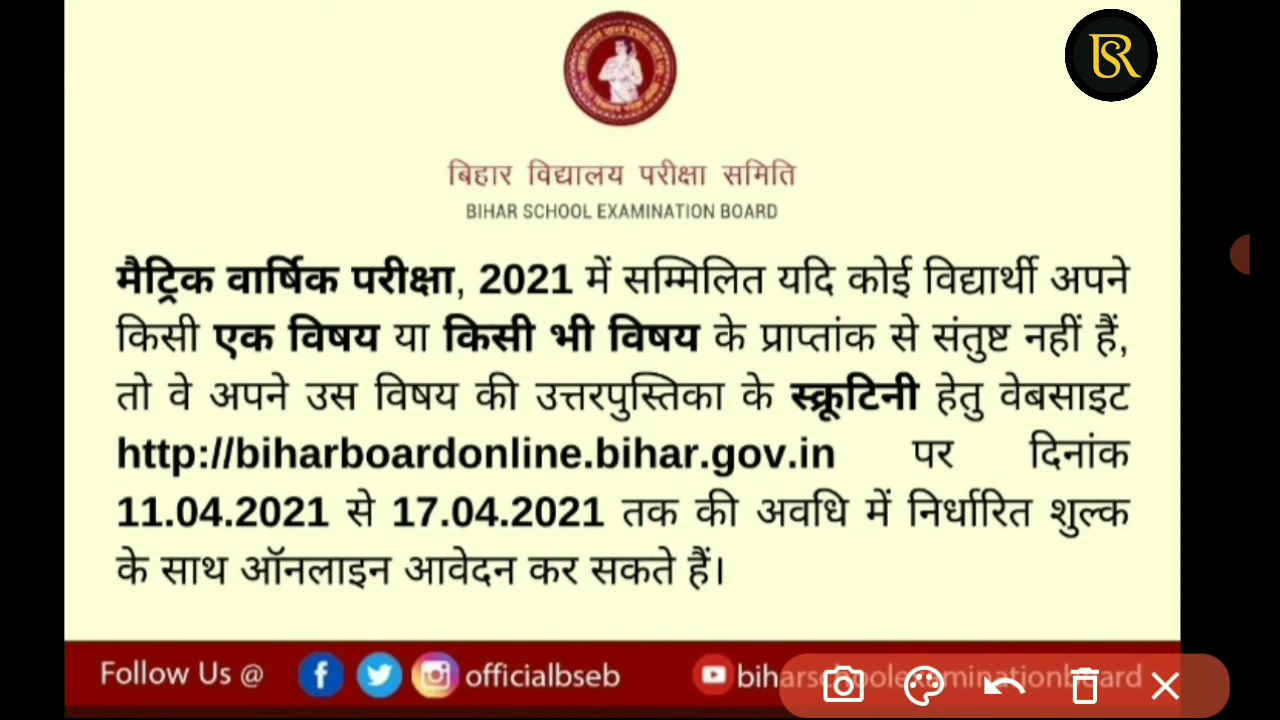 बिहार विद्यालय परीक्षा समिति
BIHAR SCHOOL EXAMINATION BOARD
मैट्रिक वार्षिक परीक्षा, 2021 में सम्मिलित यदि कोई विद्यार्थी अपने
किसी एक विषय या किसी भी विषय के प्राप्तांक से संतुष्ट नहीं हैं,
तो वे अपने उस विषय की उत्तरपुस्तिका के स्क्रूटिनी हेतु वेबसाइट
http://biharboardonline.bihar.gov.in पर दिनांक
11.04.2021 से 17.04.2021 तक की अवधि में निर्धारित शुल्क
के साथ ऑनलाइन आवेदन कर सकते हैं।
Follow Us @ officialbseb biharschoolexaminationboard